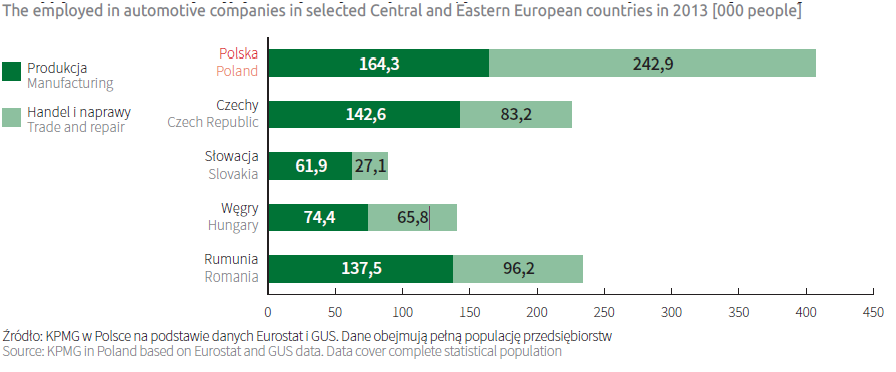 The employed in automotive companies in selected Central and Eastern European countries in 2013 [000 people]
Produkcja
Manufacturing
Handel i naprawy
Trade and repair
Polska
Poland
164,3
242,9
Czechy
Czech Republic
142,6
83,2
Słowacja
Slovakia
61,9
27,1
Węgry
Hungary
74,4
65,8
Rumunia
Romania
137,5
96,2
0 50 100 150 200 250 300 350 400 450
Źródło: KPMG w Polsce na podstawie danych Eurostat i GUS. Dane obejmują pełną populację przedsiębiorstw
Source: KPMG in Poland based on Eurostat and GUS data. Data cover complete statistical population